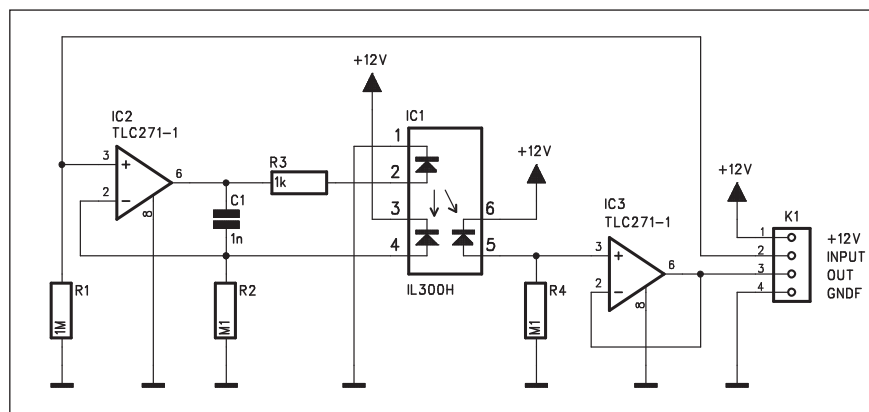 +12V
IC1
IC2
TLC271-1
+12V
+12V
1
3
6
R3
1k
2
2
C1
1n
8
3
6
IC3
TLC271-1
K1
4
5
3
6
1
+12V
2
INPUT
3
OUT
4
GNDF
2
8
R1
1M
R2
M1
IL300H
R4
M1